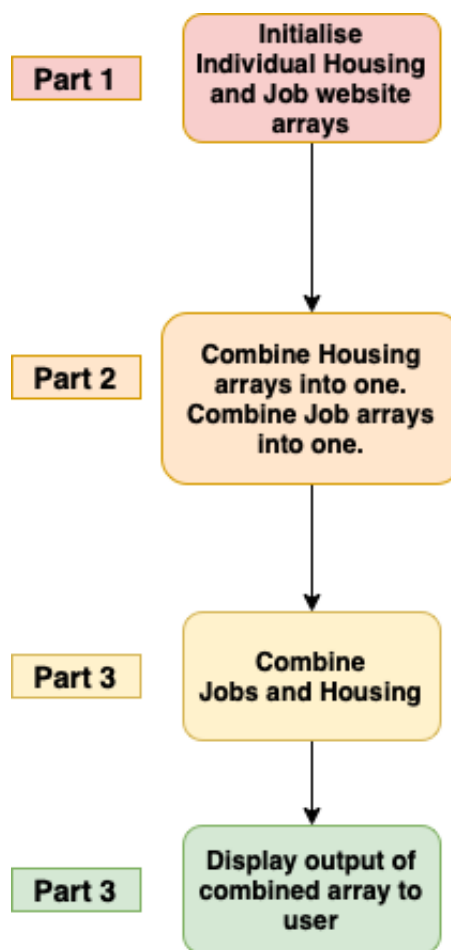 Part 1
Initialise
Individual Housing
and Job website
arrays
Part 2
Combine Housing
arrays into one.
Combine Job arrays
into one.
Part 3
Combine
Jobs and Housing
Part 3
Display output of
combined array to
user